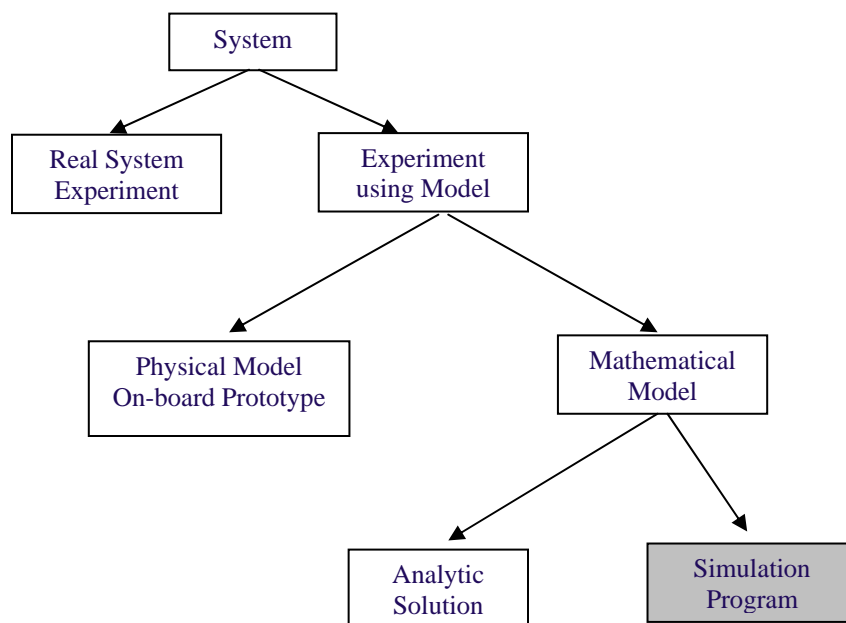 System
Real System
Experiment
Experiment
using Model
Physical Model
On-board Prototype
Mathematical
Model
Analytic
Solution
Simulation
Program